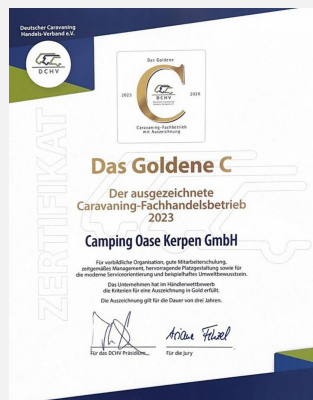 Deutscher Caravaning
Handels-Verband e.V.
DCHV
Das Goldene
C
2023
DCHV
Caravaning-Fachbetrieb
mit Auszeichnung
ZERTIFIKAT
Das Goldene C
Der ausgezeichnete
Caravaning-Fachhandelsbetrieb
2023
Camping Oase Kerpen GmbH
Für vorbildliche Organisation, gute Mitarbeiterschulung,
zeitgemäßes Management, hervorragende Platzgestaltung sowie für
die moderne Serviceorientierung und beispielhaftes Umweltbewusstsein.
Das Unternehmen hat im Händlerwettbewerb
die Kriterien für eine Auszeichnung in Gold erfüllt.
Die Auszeichnung gilt für die Dauer von drei Jahren.
Für das DCHV Präsidium
Für die Jury